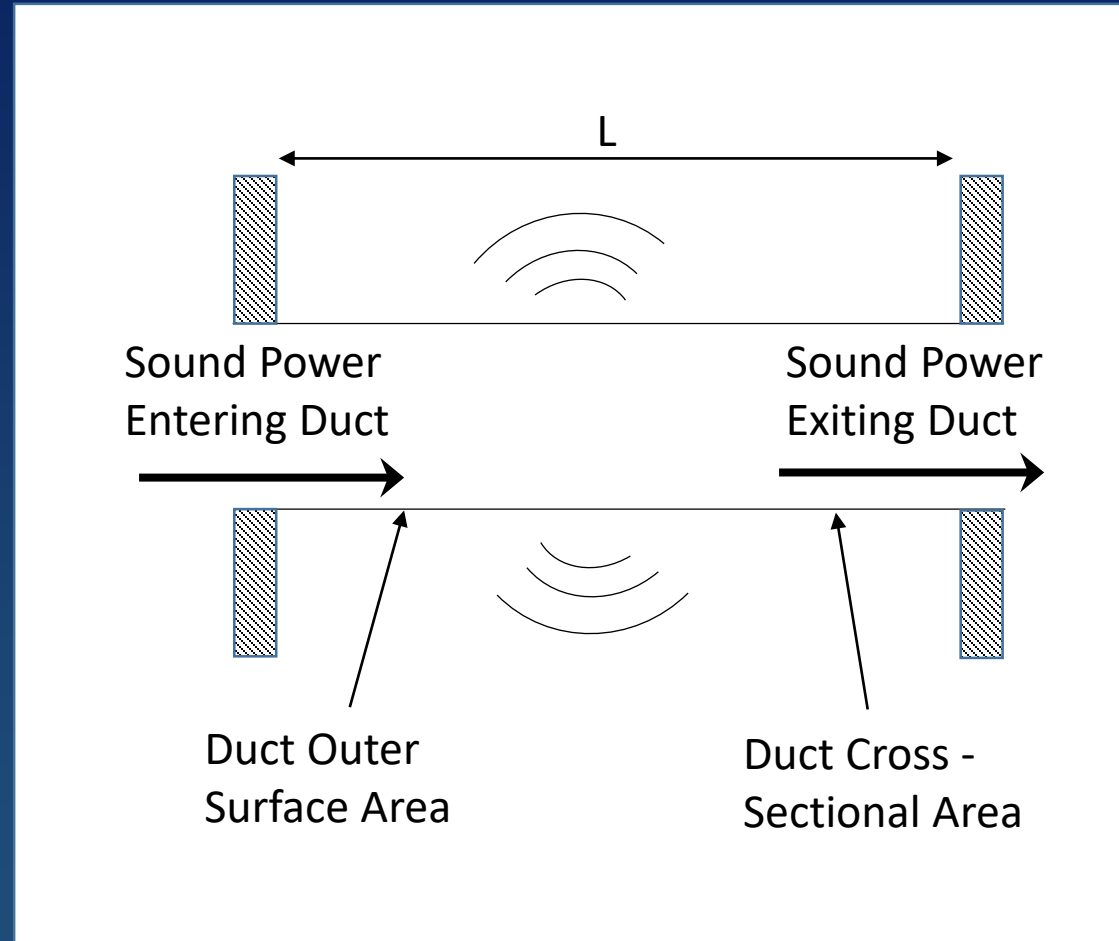 L
Sound Power
Entering Duct
Sound Power
Exiting Duct
Duct Outer
Surface Area
Duct Cross -
Sectional Area